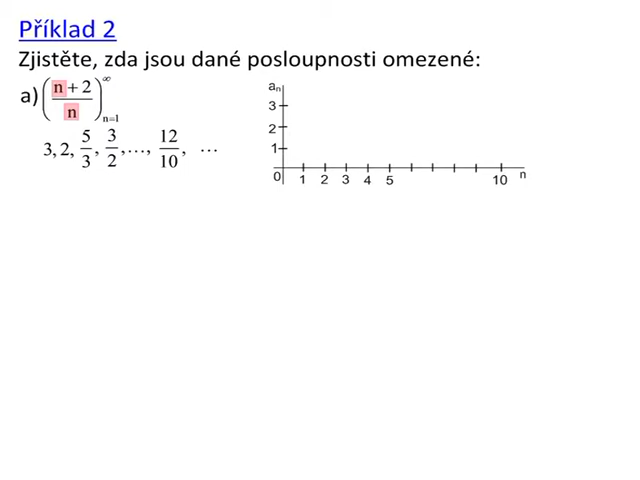 Příklad 2
Zjistěte, zda jsou dané posloupnosti omezené:
a) ((n + 2)/n)_{n=1}^{∞}
3, 2, 5/3, 3/2, …, 12/10, …
aₙ
3
2
1
0 1 2 3 4 5 10 n